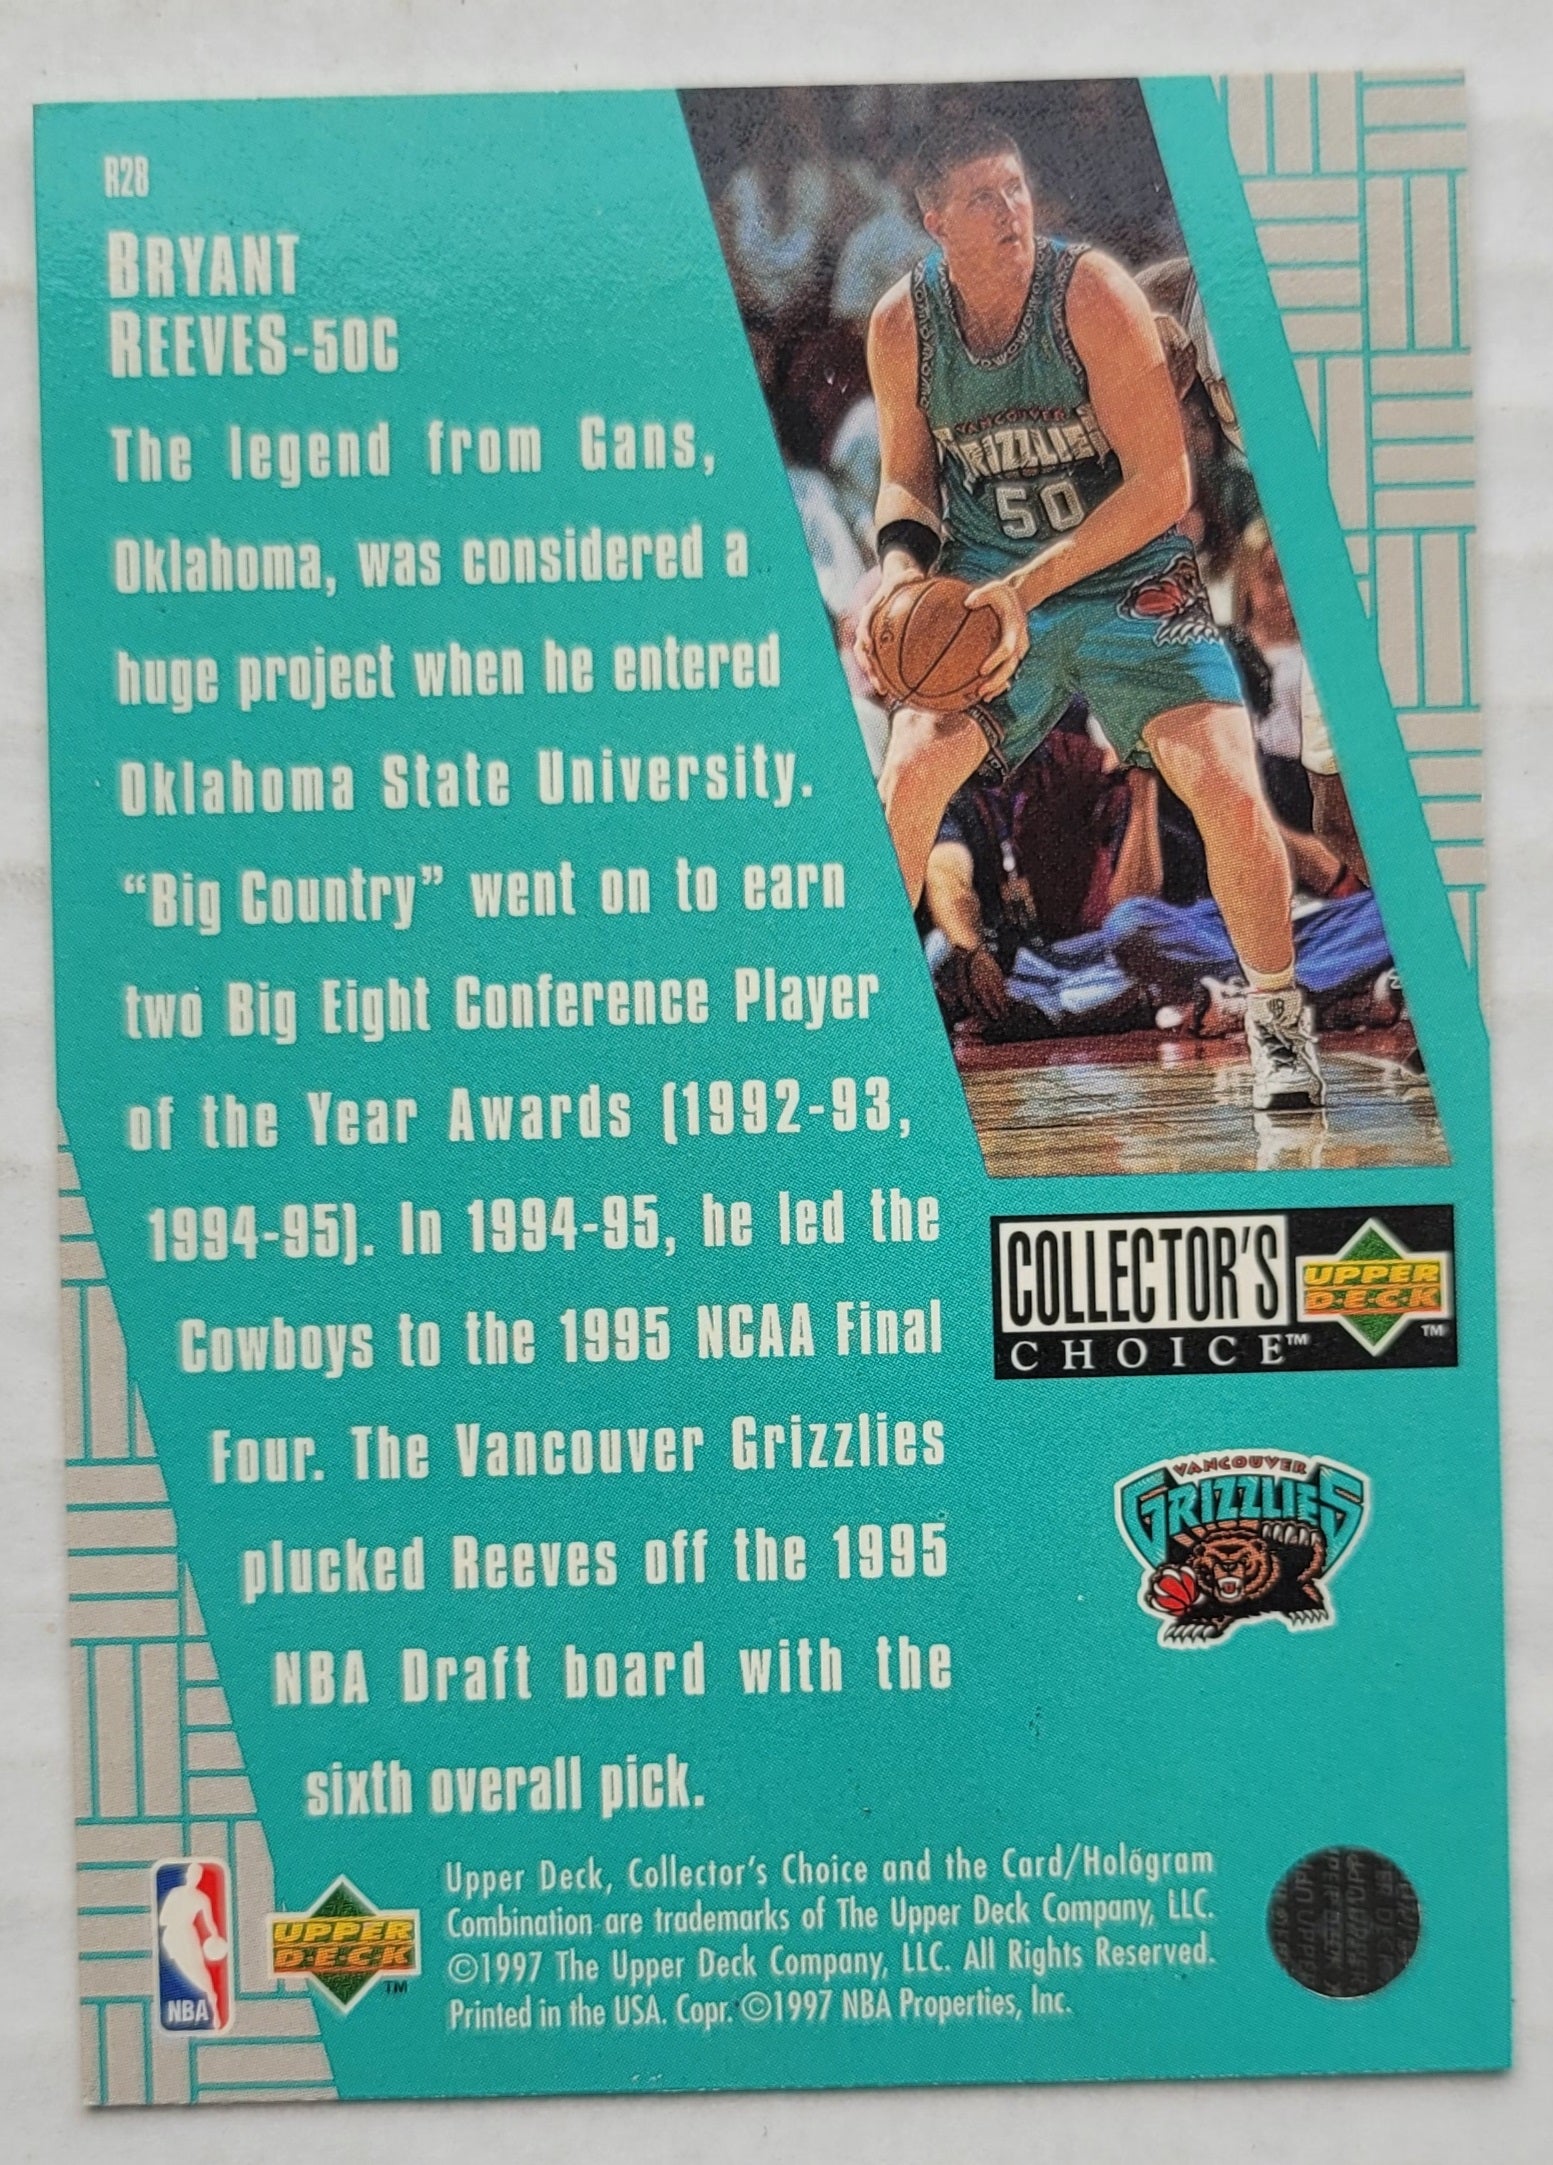 R28
BRYANT
REEVES-50C
The legend from Gans,
Oklahoma, was considered a
huge project when he entered
Oklahoma State University.
“Big Country” went on to earn
two Big Eight Conference Player
of the Year Awards (1992-93,
1994-95). In 1994-95, he led the
Cowboys to the 1995 NCAA Final
Four. The Vancouver Grizzlies
plucked Reeves off the 1995
NBA Draft board with the
sixth overall pick.
VANCOUVER
GRIZZLIES
50
COLLECTOR'S
CHOICE™
UPPER
D·E·C·K
™
VANCOUVER
GRIZZLIES
NBA
UPPER
D·E·C·K
™
Upper Deck, Collector's Choice and the Card/Hologram
Combination are trademarks of The Upper Deck Company, LLC.
©1997 The Upper Deck Company, LLC. All Rights Reserved.
Printed in the USA. Copr. ©1997 NBA Properties, Inc.